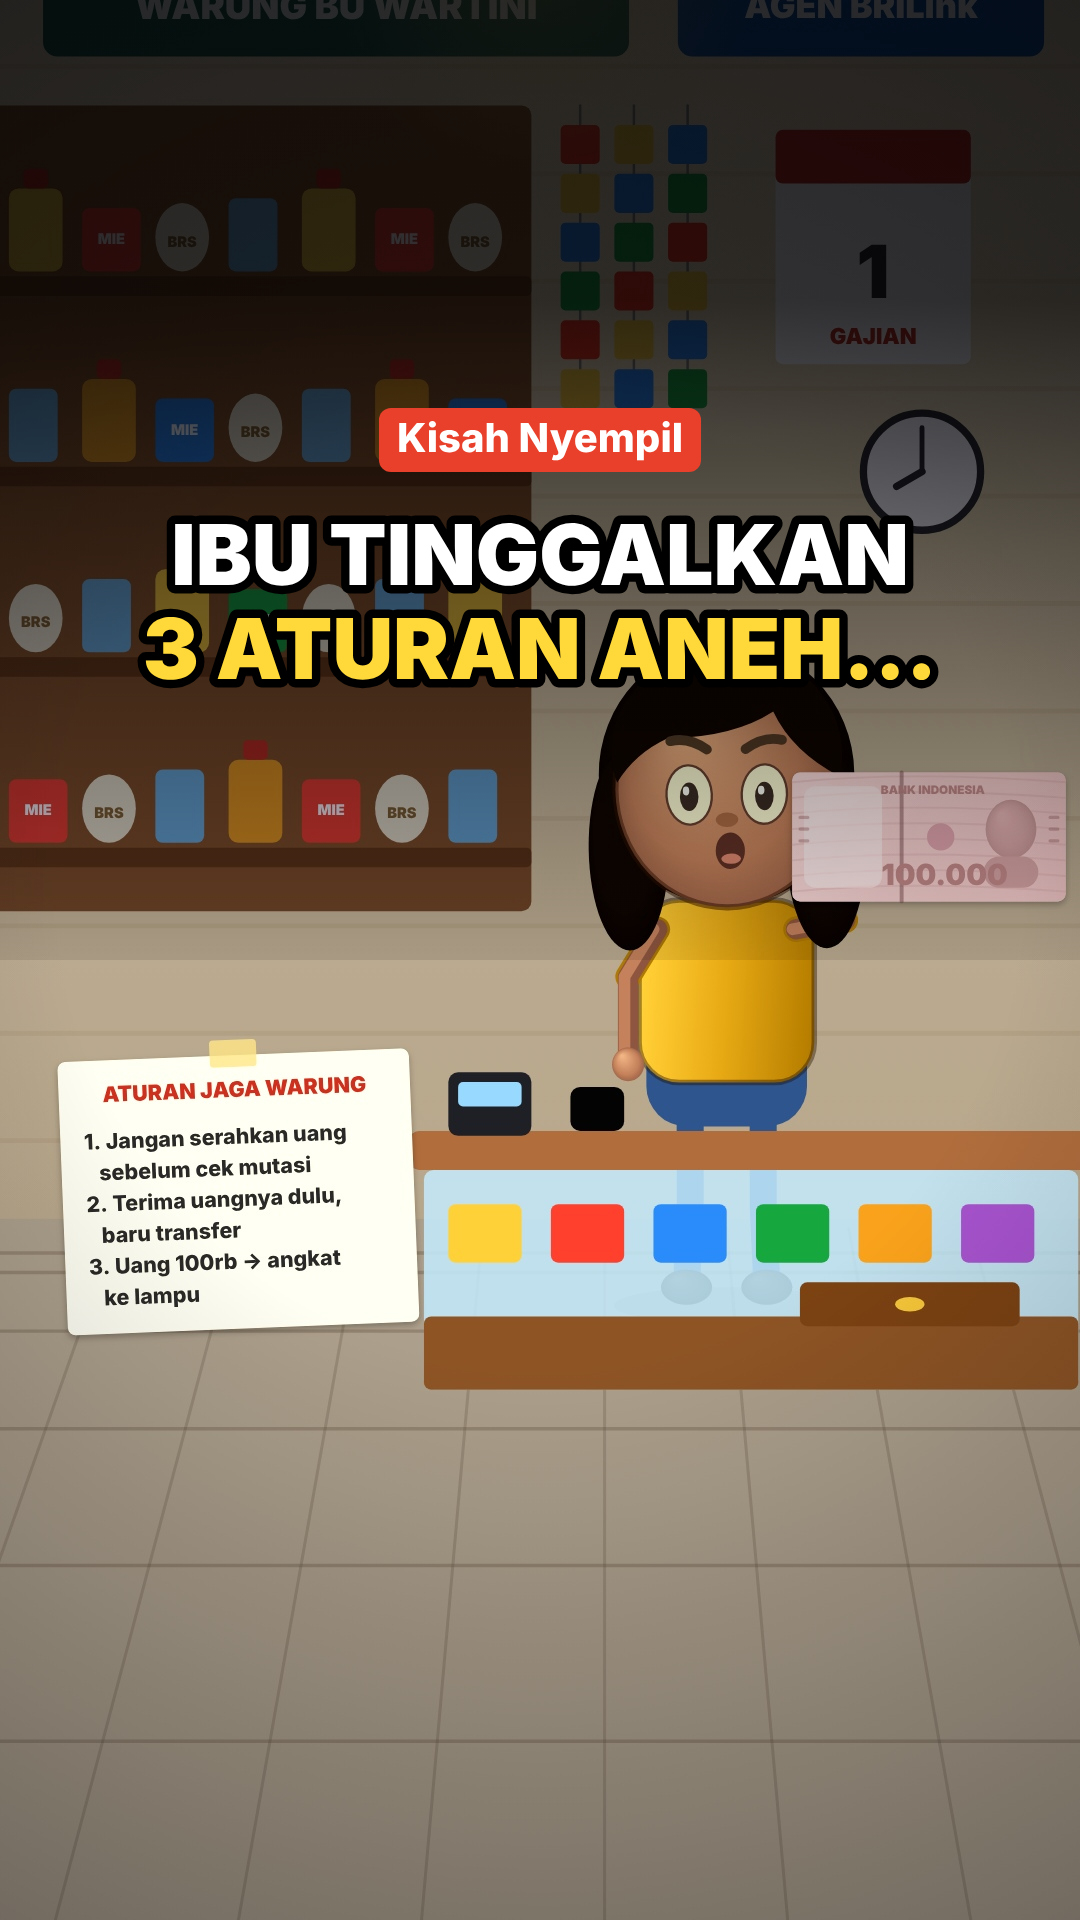 WARUNG BU WARTINI
AGEN BRILink
MIE
BRS
MIE
BRS
1
GAJIAN
MIE
BRS
Kisah Nyempil
IBU TINGGALKAN
3 ATURAN ANEH...
BRS
MIE
BRS
MIE
BRS
BANK INDONESIA
100.000
ATURAN JAGA WARUNG
1. Jangan serahkan uang
sebelum cek mutasi
2. Terima uangnya dulu,
baru transfer
3. Uang 100rb → angkat
ke lampu